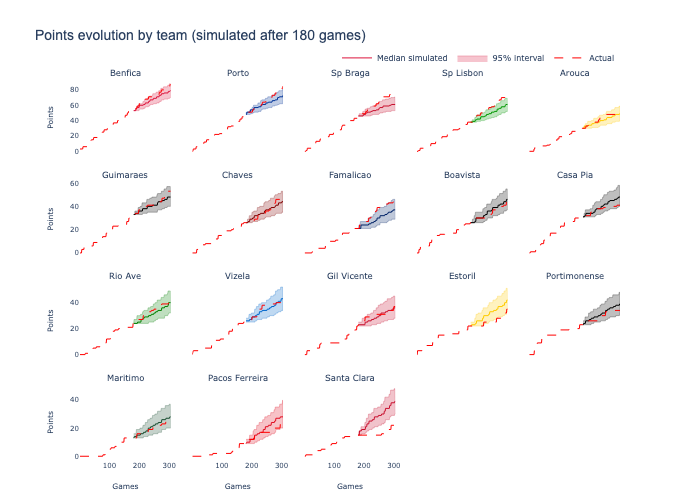 Points evolution by team (simulated after 180 games)
Median simulated 95% interval Actual
Benfica Porto Sp Braga Sp Lisbon Arouca
80
60
40
20
0
Points
Guimaraes Chaves Famalicao Boavista Casa Pia
60
40
20
0
Points
Rio Ave Vizela Gil Vicente Estoril Portimonense
40
20
0
Points
Maritimo Pacos Ferreira Santa Clara
40
20
0
Points
100 200 300 100 200 300 100 200 300
Games Games Games